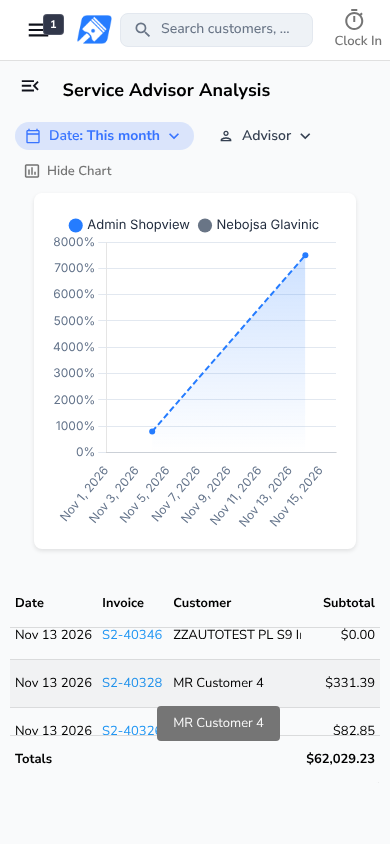 1
Search customers, ...
Clock In
Service Advisor Analysis
Date: This month
Advisor
Hide Chart
Admin Shopview
Nebojsa Glavinic
8000%
7000%
6000%
5000%
4000%
3000%
2000%
1000%
0%
Nov 1, 2026
Nov 3, 2026
Nov 5, 2026
Nov 7, 2026
Nov 9, 2026
Nov 11, 2026
Nov 13, 2026
Nov 15, 2026
Date Invoice Customer Subtotal
Nov 13 2026 S2-40346 ZZAUTOTEST PL S9 $0.00
Nov 13 2026 S2-40328 MR Customer 4 $331.39
Nov 13 2026 S2-40326 $82.85
MR Customer 4
Totals $62,029.23